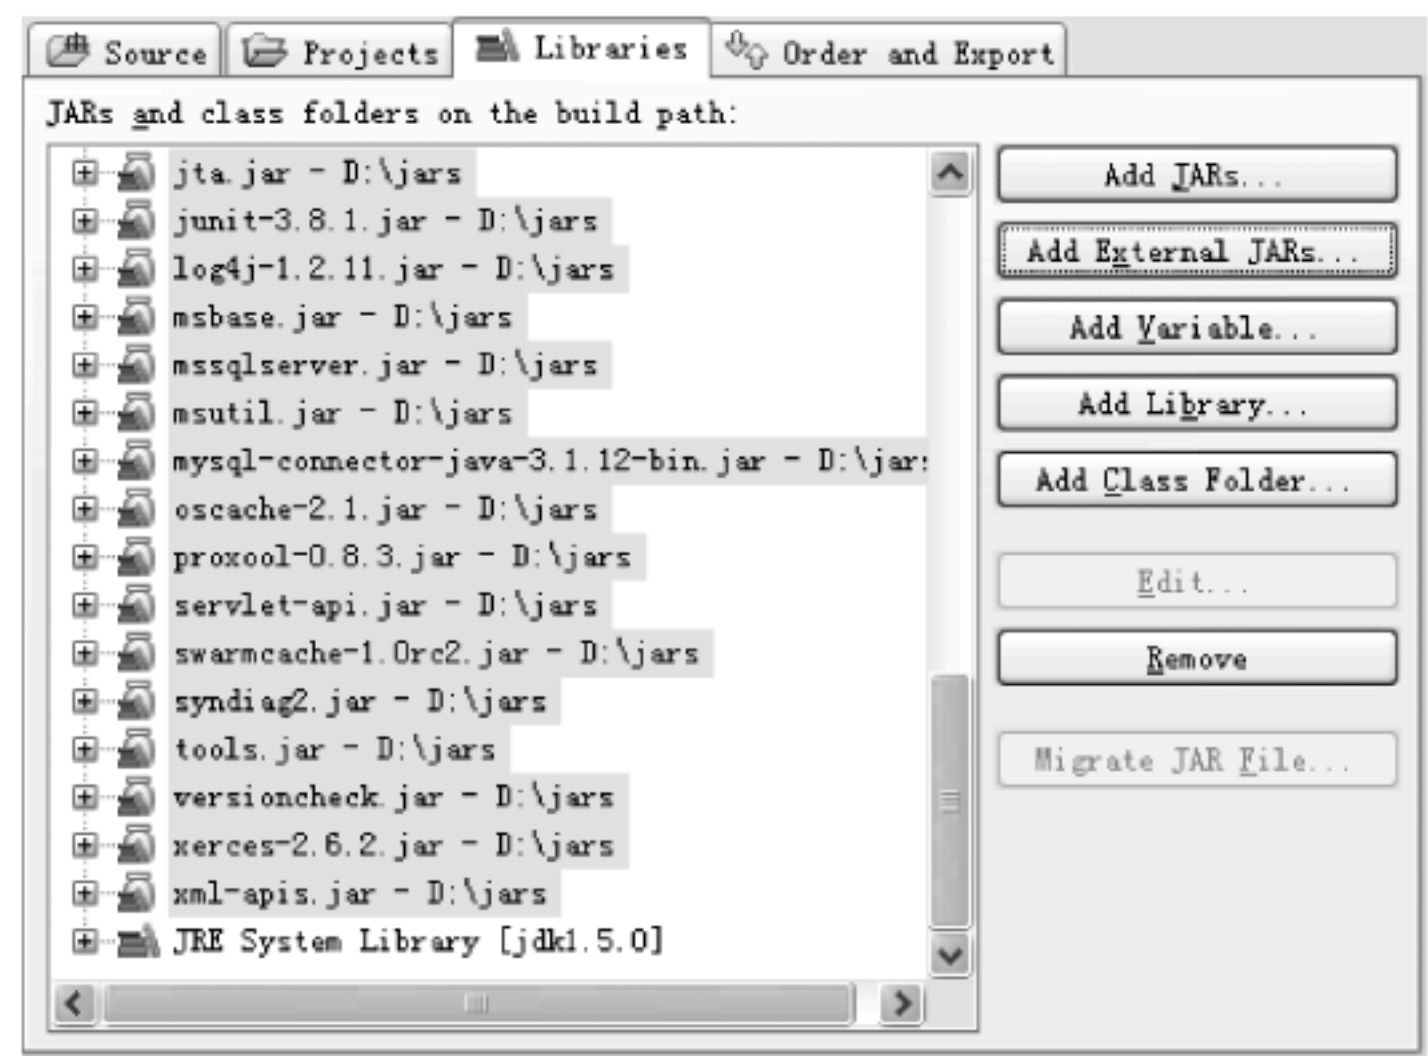 Source Projects Libraries Order and Export
JARs and class folders on the build path:
jta.jar - D:\jars
junit-3.8.1.jar - D:\jars
log4j-1.2.11.jar - D:\jars
msbase.jar - D:\jars
mssqlserver.jar - D:\jars
msutil.jar - D:\jars
mysql-connector-java-3.1.12-bin.jar - D:\jar
oscache-2.1.jar - D:\jars
proxool-0.8.3.jar - D:\jars
servlet-api.jar - D:\jars
swarmcache-1.0rc2.jar - D:\jars
syndiag2.jar - D:\jars
tools.jar - D:\jars
versioncheck.jar - D:\jars
xerces-2.6.2.jar - D:\jars
xml-apis.jar - D:\jars
JRE System Library [jdk1.5.0]
Add JARs...
Add External JARs...
Add Variable...
Add Library...
Add Class Folder...
Edit...
Remove
Migrate JAR File...